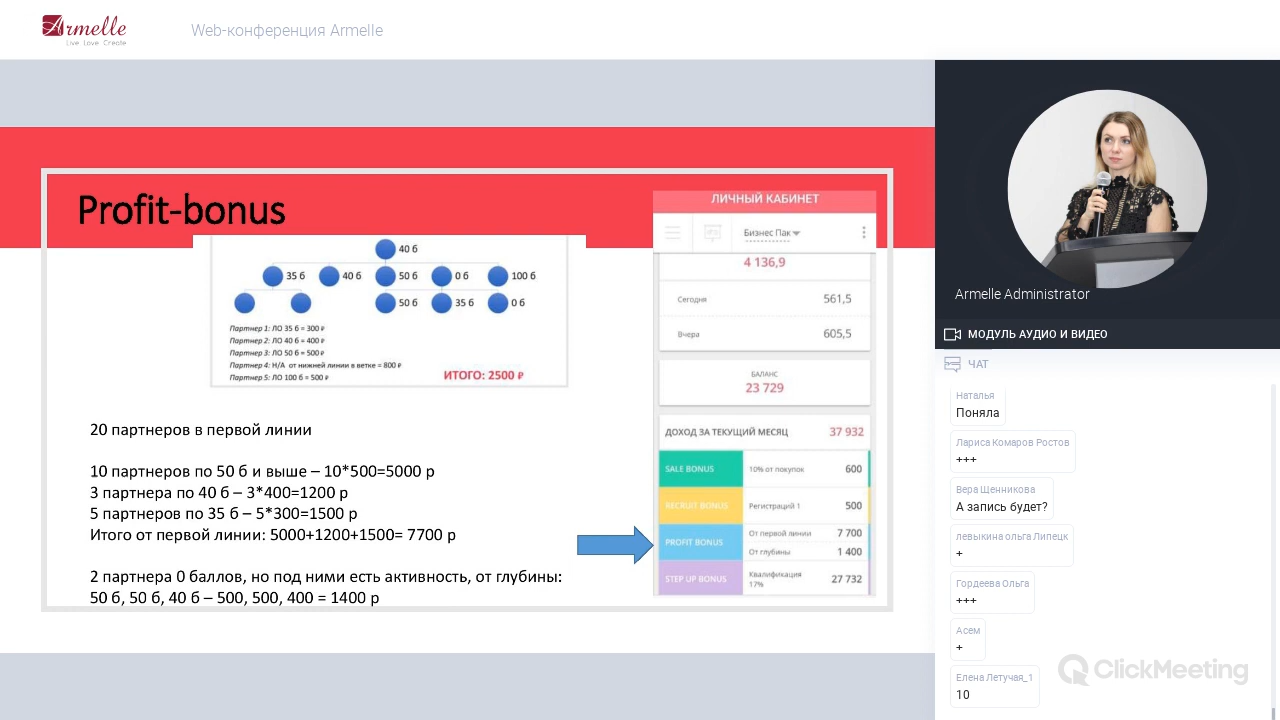 Armelle
Live Love Create
Web-конференция Armelle
Profit-bonus
40 б
35 б
40 б
50 б
0 б
100 б
50 б
35 б
0 б
Партнер 1: ЛО 35 б = 300 ₽
Партнер 2: ЛО 40 б = 400 ₽
Партнер 3: ЛО 50 б = 500₽
Партнер 4: Н/А от нижней линии в ветке = 800 ₽
Партнер 5: ЛО 100 б = 500 ₽
ИТОГО: 2500 ₽
20 партнеров в первой линии
10 партнеров по 50 б и выше – 10*500=5000 р
3 партнера по 40 б – 3*400=1200 р
5 партнеров по 35 б – 5*300=1500 р
Итого от первой линии: 5000+1200+1500= 7700 р
2 партнера 0 баллов, но под ними есть активность, от глубины:
50 б, 50 б, 40 б – 500, 500, 400 = 1400 р
ЛИЧНЫЙ КАБИНЕТ
Бизнес Пак
4 136,9
Сегодня 561,5
Вчера 605,5
БАЛАНС
23 729
ДОХОД ЗА ТЕКУЩИЙ МЕСЯЦ 37 932
SALE BONUS 10% от покупок 600
RECRUIT BONUS Регистраций 1 500
PROFIT BONUS От первой линии 7 700
От глубины 1 400
STEP UP BONUS Квалификация 17% 27 732
Armelle Administrator
МОДУЛЬ АУДИО И ВИДЕО
ЧАТ
Наталья
Поняла
Лариса Комаров Ростов
+++
Вера Щенникова
А запись будет?
левыкина ольга Липецк
+
Гордеева Ольга
+++
Асем
+
Елена Летучая_1
10
ClickMeeting